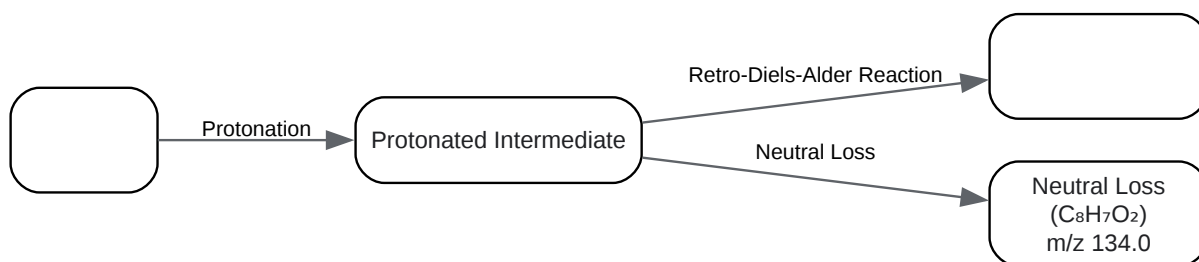 Protonation
Protonated Intermediate
Retro-Diels-Alder Reaction
Neutral Loss
Neutral Loss
(C₈H₇O₂)
m/z 134.0